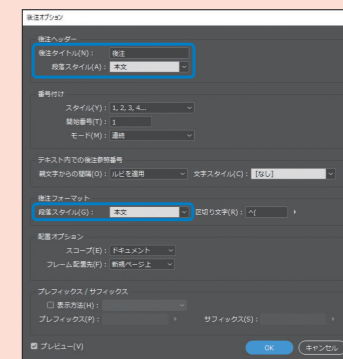 後注オプション
後注ヘッダー
後注タイトル(N)： 後注
段落スタイル(A)： 本文
番号付け
スタイル(Y)： 1, 2, 3, 4...
開始番号(T)： 1
モード(M)： 連続
テキスト内での後注参照番号
親文字からの間隔(O)： ルビを適用 文字スタイル(C)： [なし]
後注フォーマット
段落スタイル(G)： 本文 区切り文字(R)： ^(
配置オプション
スコープ(E)： ドキュメント
フレーム配置先(F)： 新規ページ上
プレフィックス / サフィックス
表示方法(H)：
プレフィックス(P)： サフィックス(S)：
プレビュー(V) OK キャンセル